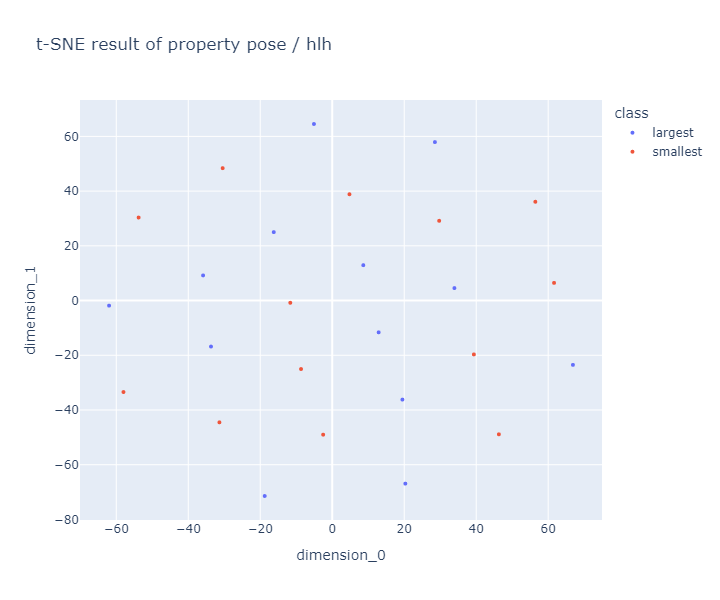 t-SNE result of property pose / hlh
class
largest
smallest
60
40
20
0
−20
−40
−60
−80
−60
−40
−20
0
20
40
60
dimension_1
dimension_0